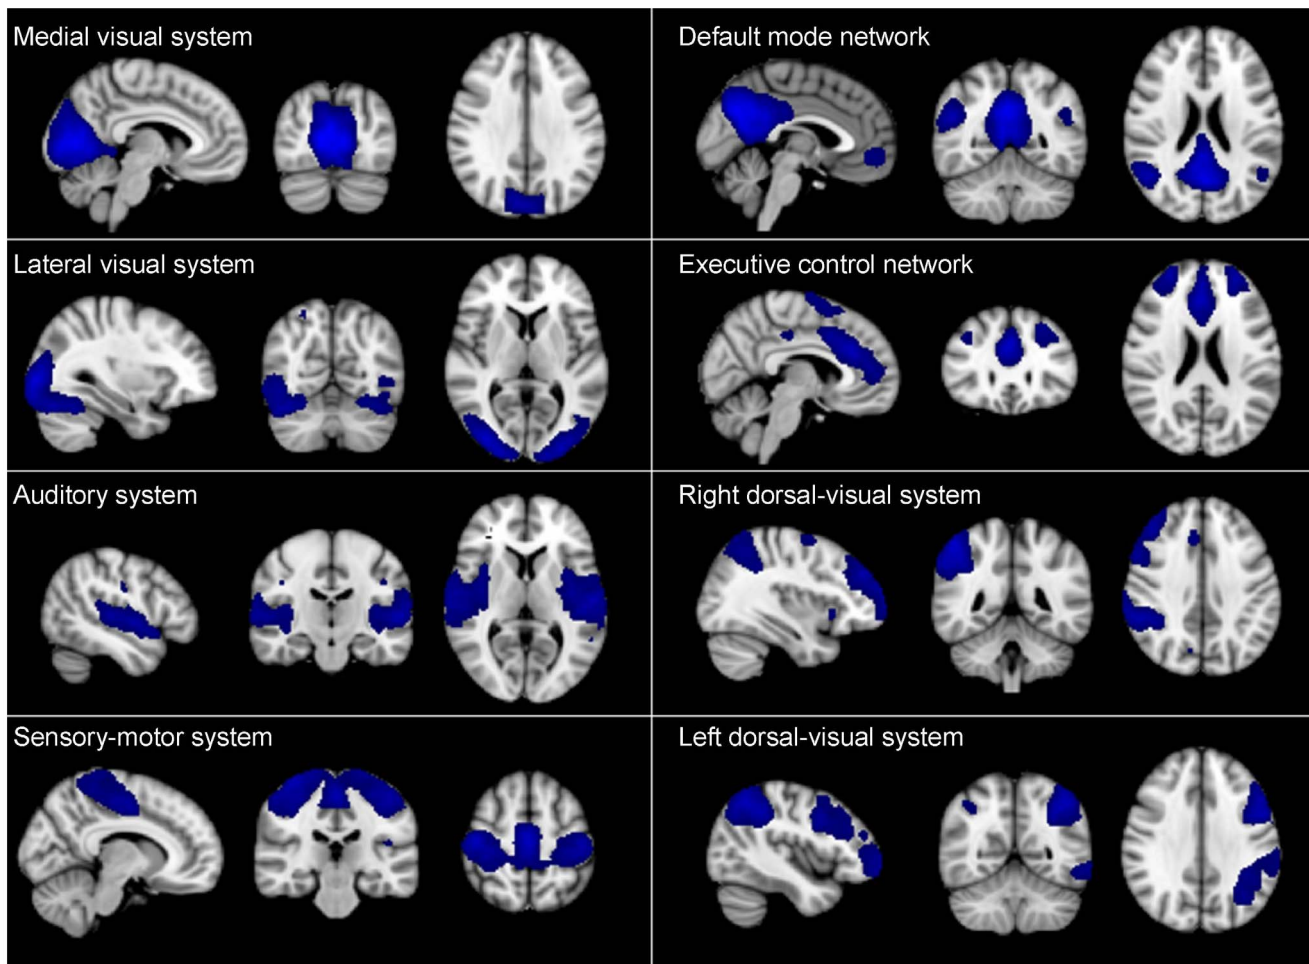 Medial visual system
Default mode network
Lateral visual system
Executive control network
Auditory system
Right dorsal-visual system
Sensory-motor system
Left dorsal-visual system